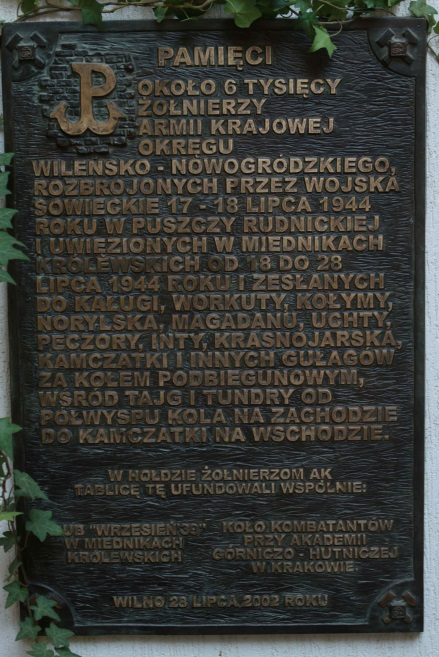 PAMIĘCI
OKOŁO 6 TYSIĘCY
ŻOŁNIERZY
ARMII KRAJOWEJ
OKRĘGU
WILEŃSKO - NOWOGRÓDZKIEGO,
ROZBROJONYCH PRZEZ WOJSKA
SOWIECKIE 17 - 18 LIPCA 1944
ROKU W PUSZCZY RUDNICKIEJ
I UWIEZIONYCH W MIEDNIKACH
KRÓLEWSKICH OD 18 DO 28
LIPCA 1944 ROKU I ZESŁANYCH
DO KAŁUGI, WORKUTY, KOŁYMY,
NORYLSKA, MAGADANU, UCHTY,
PECZORY, INTY, KRASNOJARSKA,
KAMCZATKI I INNYCH GUŁAGÓW
ZA KOŁEM PODBIEGUNOWYM,
WSRÓD TAJG I TUNDRY OD
PÓŁWYSPU KOLA NA ZACHODZIE
DO KAMCZATKI NA WSCHODZIE.
W HOŁDZIE ŻOŁNIERZOM AK
TABLICĘ TĘ UFUNDOWALI WSPÓLNIE:
WB "WRZESIEŃ'39"
W MIEDNIKACH
KRÓLEWSKICH
KOŁO KOMBATANTÓW
PRZY AKADEMII
GÓRNICZO - HUTNICZEJ
W KRAKOWIE.
WILNO 28 LIPCA 2002 ROKU